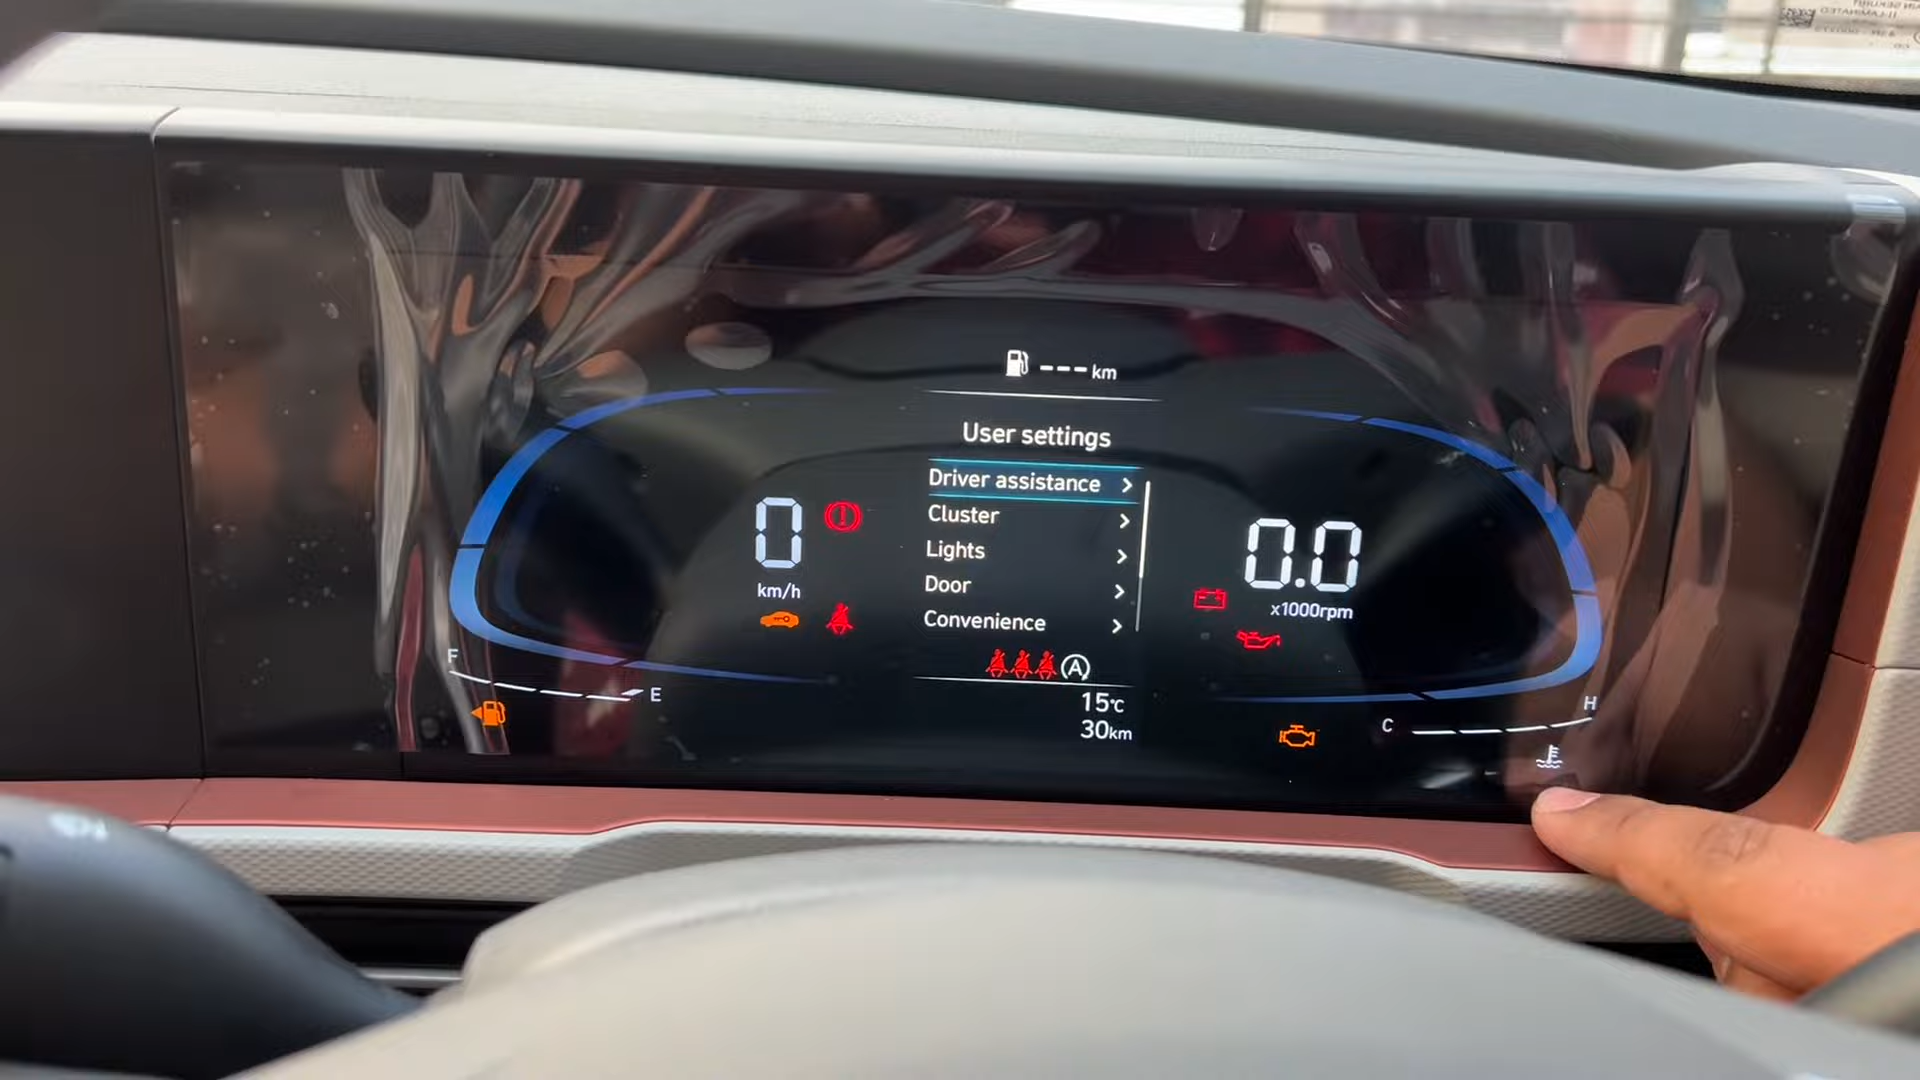 --- km
User settings
Driver assistance >
Cluster >
Lights >
Door >
Convenience >
0
km/h
0.0
x1000rpm
F
E
A
15℃
30km
C
H